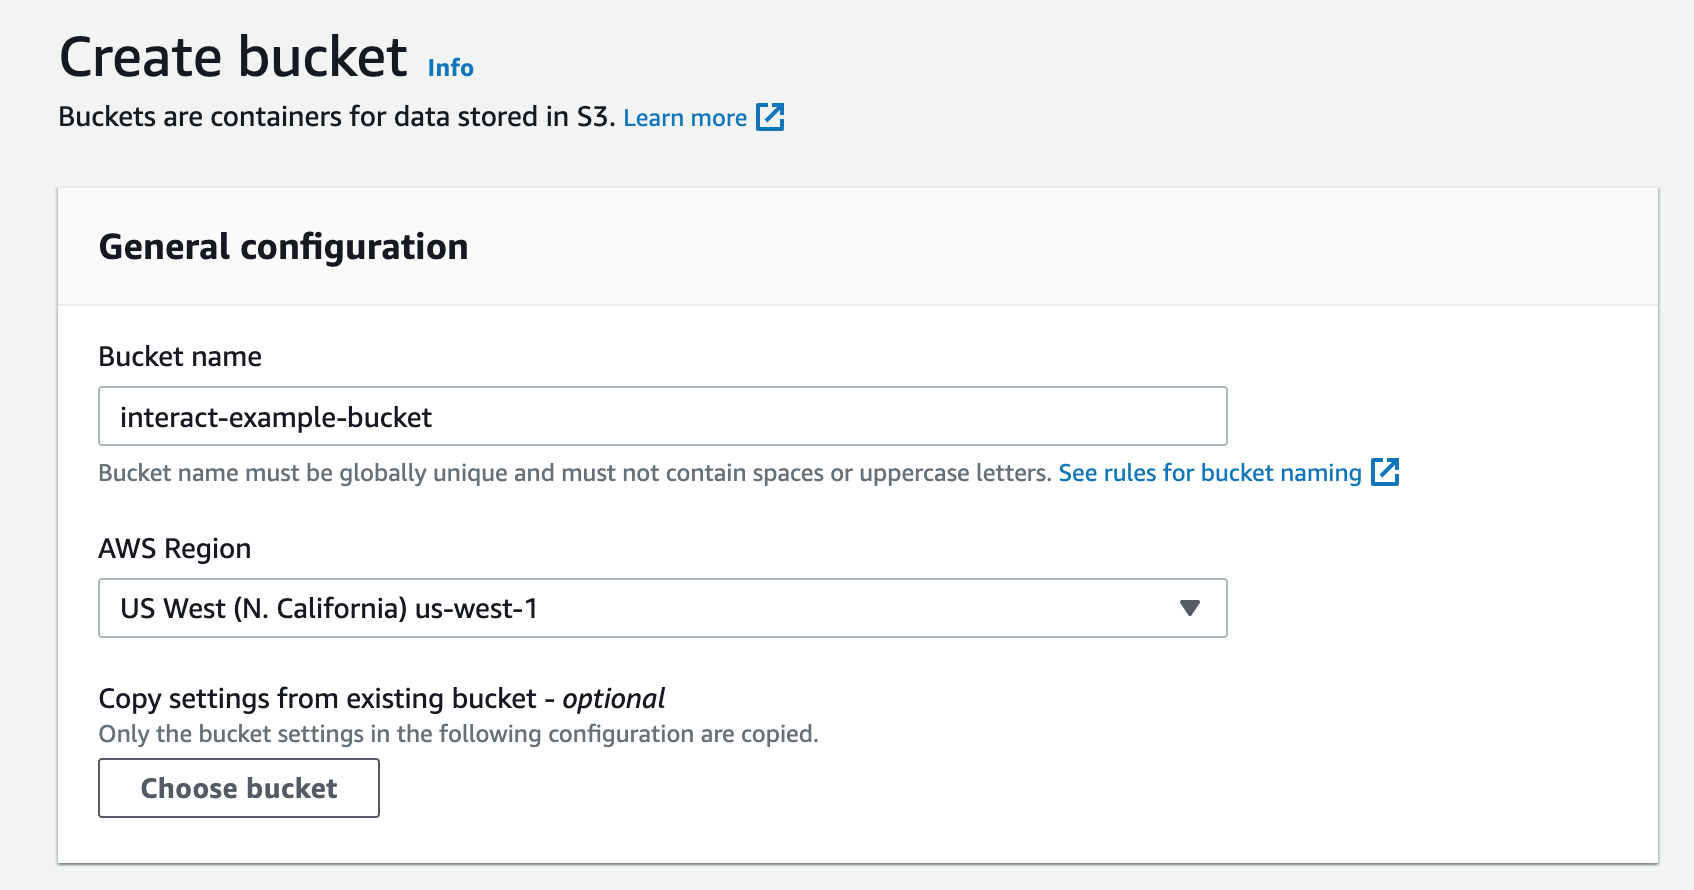 Create bucket Info
Buckets are containers for data stored in S3. Learn more
General configuration
Bucket name
interact-example-bucket
Bucket name must be globally unique and must not contain spaces or uppercase letters. See rules for bucket naming
AWS Region
US West (N. California) us-west-1
Copy settings from existing bucket - optional
Only the bucket settings in the following configuration are copied.
Choose bucket